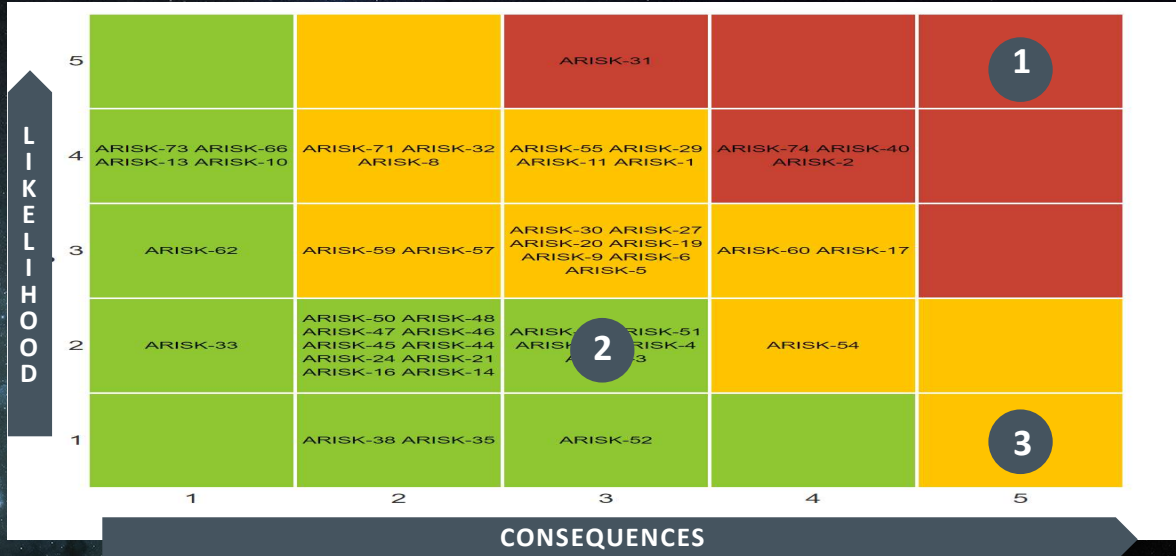 LIKELIHOOD
5
ARISK-31
1
4
ARISK-73 ARISK-66
ARISK-13 ARISK-10
ARISK-71 ARISK-32
ARISK-8
ARISK-55 ARISK-29
ARISK-11 ARISK-1
ARISK-74 ARISK-40
ARISK-2
3
ARISK-62
ARISK-59 ARISK-57
ARISK-30 ARISK-27
ARISK-20 ARISK-19
ARISK-9 ARISK-6
ARISK-5
ARISK-60 ARISK-17
2
ARISK-33
ARISK-50 ARISK-48
ARISK-47 ARISK-46
ARISK-45 ARISK-44
ARISK-24 ARISK-21
ARISK-16 ARISK-14
2
ARISK-54
1
ARISK-38 ARISK-35
ARISK-52
3
1 2 3 4 5
CONSEQUENCES